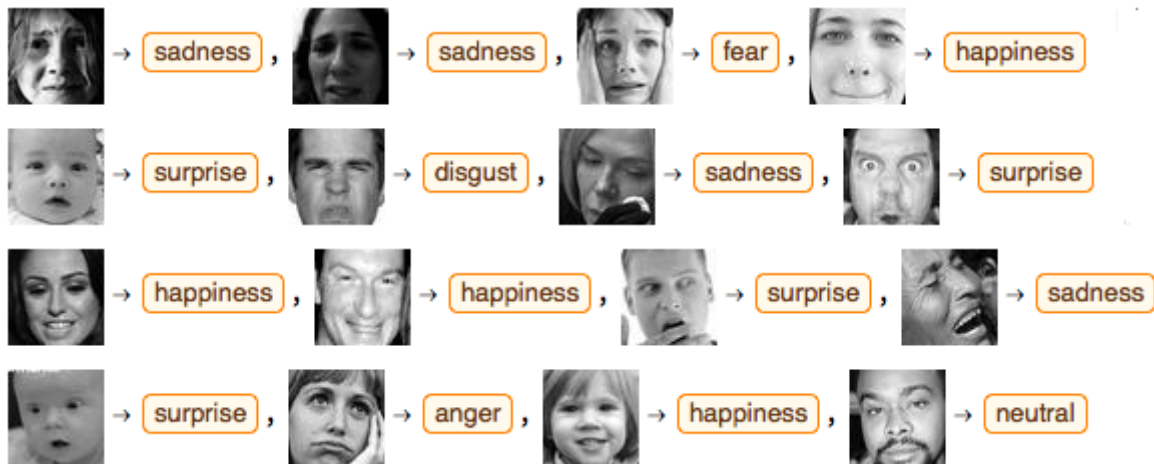 → sadness , → sadness , → fear , → happiness
→ surprise , → disgust , → sadness , → surprise
→ happiness , → happiness , → surprise , → sadness
→ surprise , → anger , → happiness , → neutral